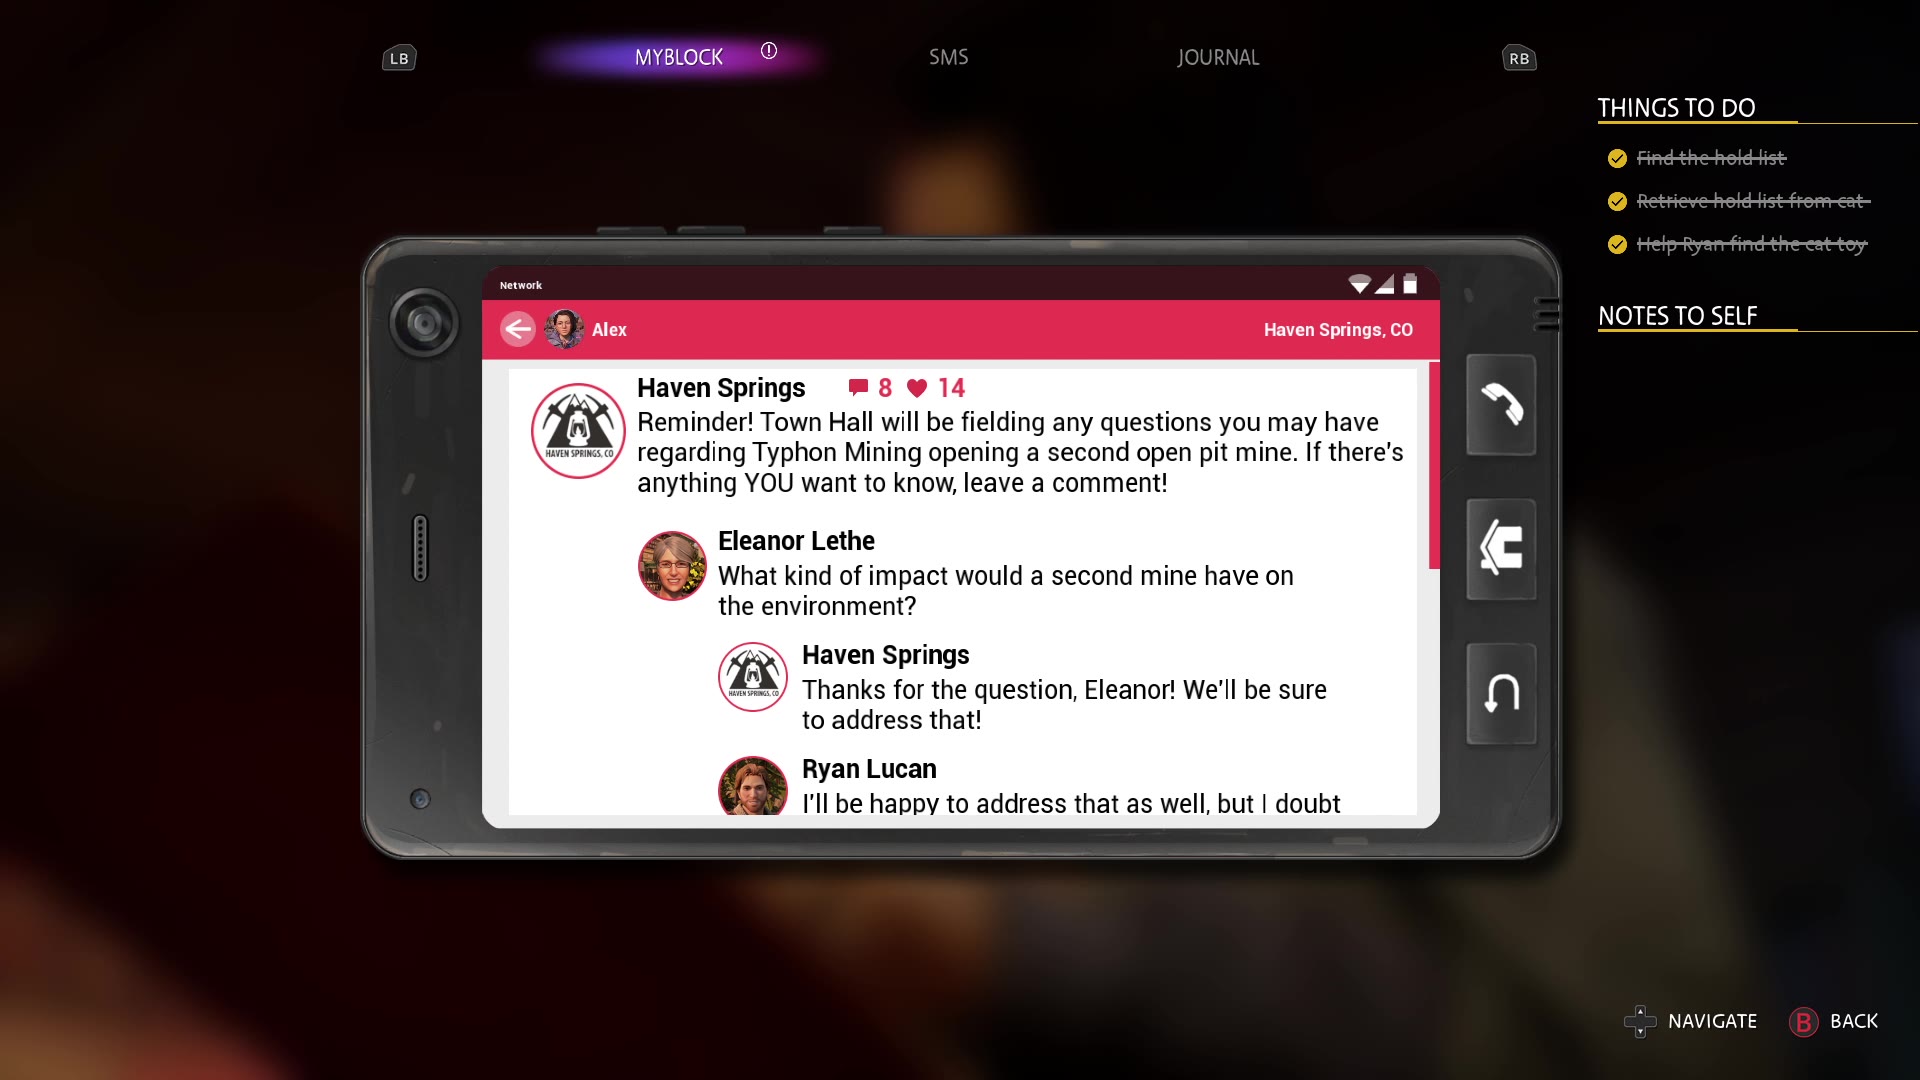 LB
MYBLOCK
SMS
JOURNAL
RB
THINGS TO DO
Find the hold list
Retrieve hold list from cat
Help Ryan find the cat toy
NOTES TO SELF
Network
Alex
Haven Springs, CO
Haven Springs 8 14
Reminder! Town Hall will be fielding any questions you may have
regarding Typhon Mining opening a second open pit mine. If there's
anything YOU want to know, leave a comment!
HAVEN SPRINGS, CO
Eleanor Lethe
What kind of impact would a second mine have on
the environment?
Haven Springs
Thanks for the question, Eleanor! We'll be sure
to address that!
HAVEN SPRINGS, CO
Ryan Lucan
I'll be happy to address that as well, but I doubt
NAVIGATE
B BACK